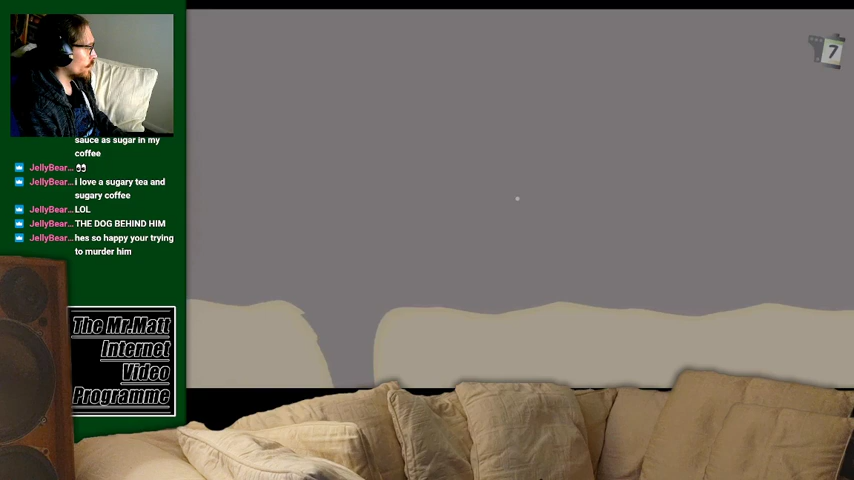 sauce as sugar in my
coffee
JellyBear... 👀
JellyBear... i love a sugary tea and
sugary coffee
JellyBear... LOL
JellyBear... THE DOG BEHIND HIM
JellyBear... hes so happy your trying
to murder him
The Mr.Matt
Internet
Video
Programme
7